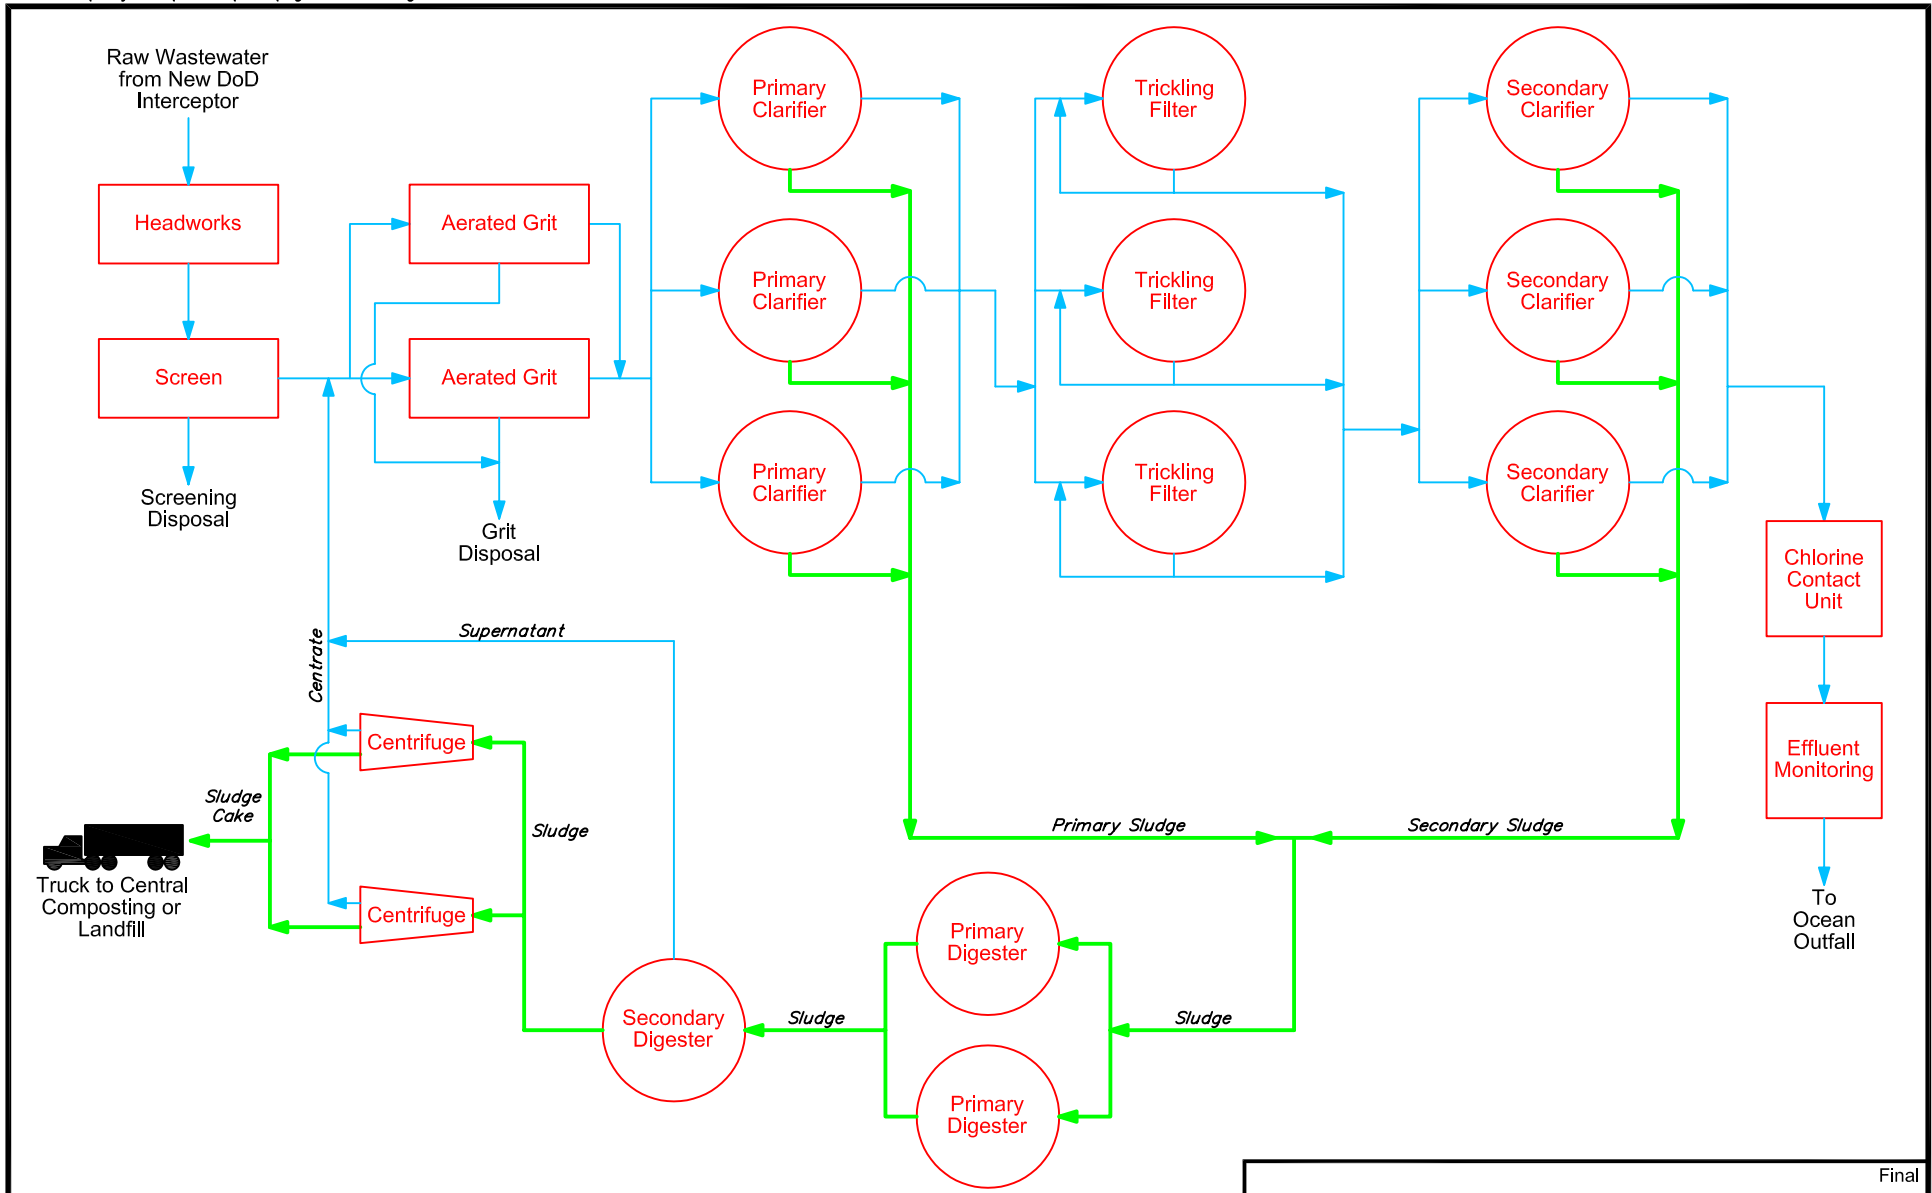 Raw Wastewater
from New DoD
Interceptor
Headworks
Screen
Screening
Disposal
Aerated Grit
Aerated Grit
Grit
Disposal
Primary
Clarifier
Primary
Clarifier
Primary
Clarifier
Trickling
Filter
Trickling
Filter
Trickling
Filter
Secondary
Clarifier
Secondary
Clarifier
Secondary
Clarifier
Chlorine
Contact
Unit
Effluent
Monitoring
To
Ocean
Outfall
Supernatant
Centrate
Centrifuge
Centrifuge
Sludge
Cake
Sludge
Truck to Central
Composting or
Landfill
Primary Sludge
Secondary Sludge
Primary
Digester
Primary
Digester
Sludge
Sludge
Secondary
Digester
Final